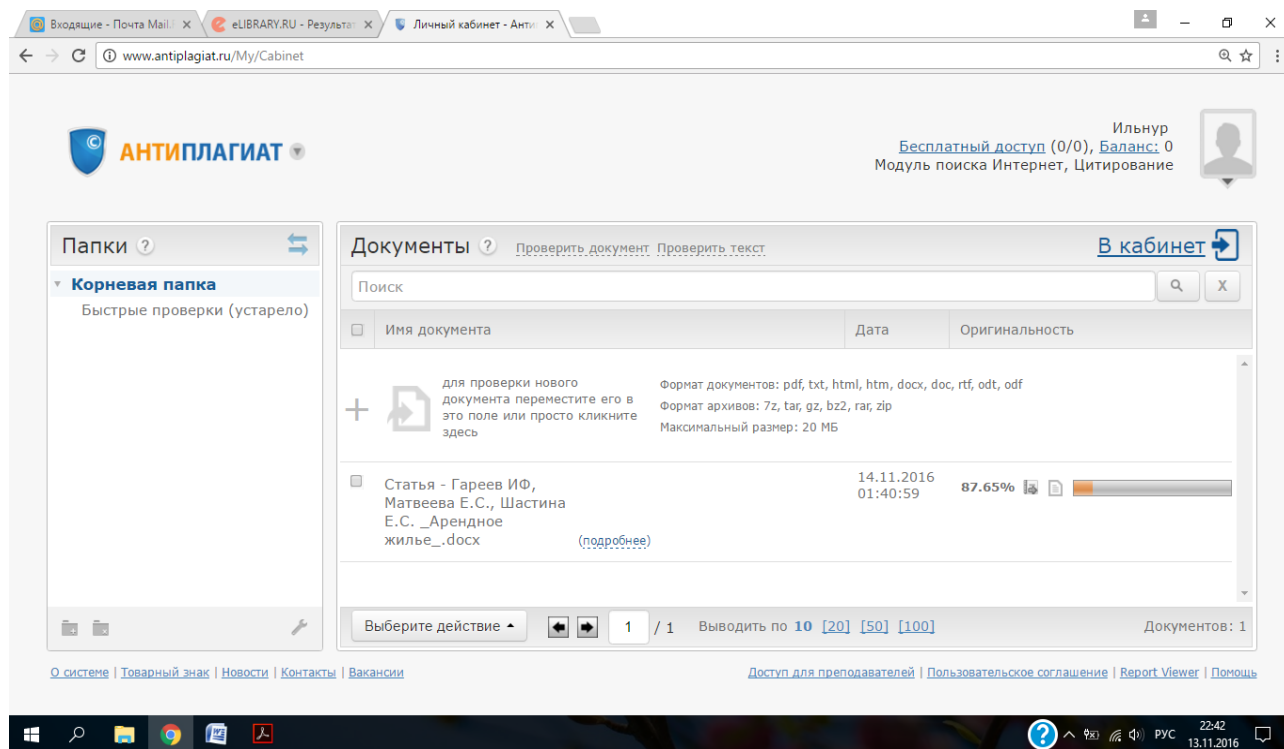 Входящие - Почта Mail.
eLIBRARY.RU - Результат
Личный кабинет - Анти
www.antiplagiat.ru/My/Cabinet
АНТИПЛАГИАТ
Ильнур
Бесплатный доступ (0/0), Баланс: 0
Модуль поиска Интернет, Цитирование
Папки ?
Корневая папка
Быстрые проверки (устарело)
Документы ? Проверить документ Проверить текст
В кабинет
Поиск
X
Имя документа
Дата
Оригинальность
для проверки нового
документа переместите его в
это поле или просто кликните
здесь
Формат документов: pdf, txt, html, htm, docx, doc, rtf, odt, odf
Формат архивов: 7z, tar, gz, bz2, rar, zip
Максимальный размер: 20 МБ
Статья - Гареев ИФ,
Матвеева Е.С., Шастина
Е.С. _Арендное
жилье_.docx
(подробнее)
14.11.2016
01:40:59
87.65%
Выберите действие
1 / 1
Выводить по 10 [20] [50] [100]
Документов: 1
О системе | Товарный знак | Новости | Контакты | Вакансии
Доступ для преподавателей | Пользовательское соглашение | Report Viewer | Помощь
РУС
22:42
13.11.2016